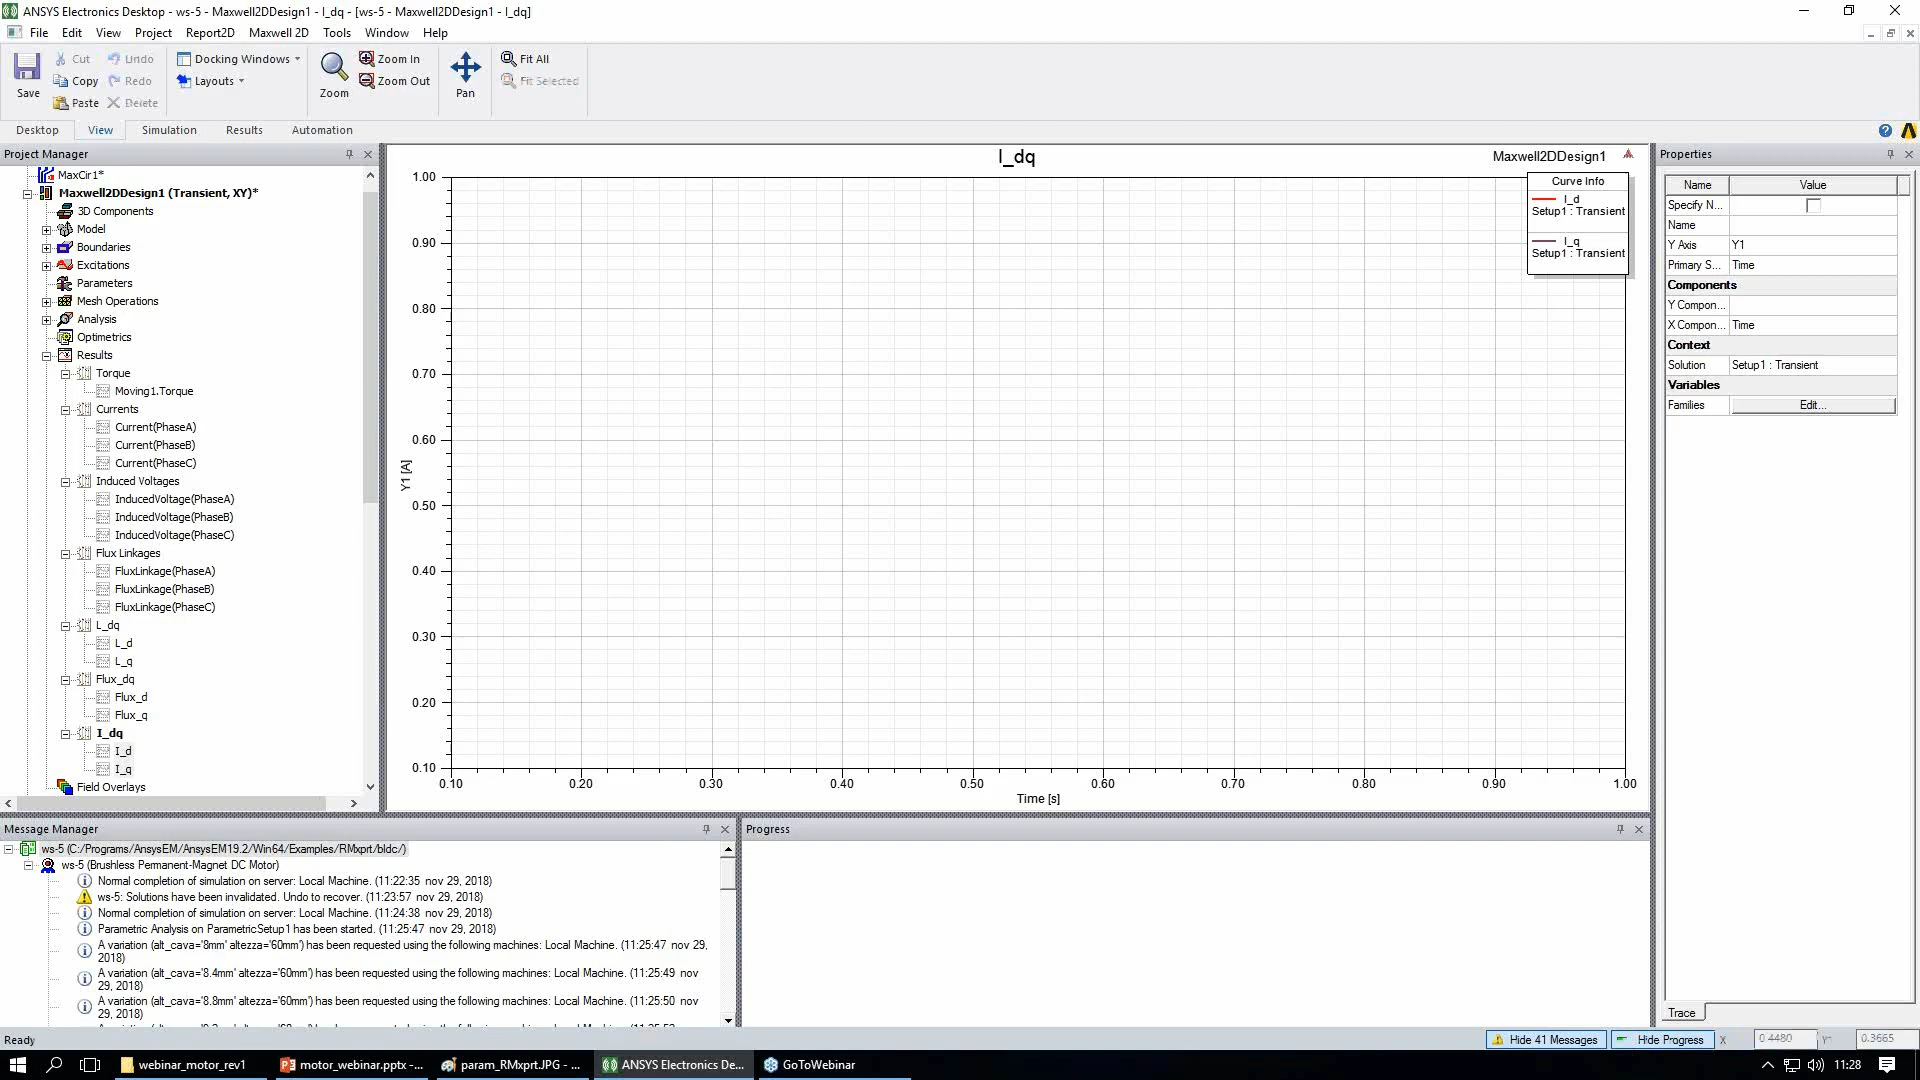 ANSYS Electronics Desktop - ws-5 - Maxwell2DDesign1 - I_dq - [ws-5 - Maxwell2DDesign1 - I_dq]
File Edit View Project Report2D Maxwell 2D Tools Window Help
Save Cut Copy Paste Undo Redo Delete
Docking Windows Layouts
Zoom Zoom In Zoom Out Pan Fit All Fit Selected
Desktop View Simulation Results Automation
Project Manager
MaxCir1*
Maxwell2DDesign1 (Transient, XY)*
3D Components
Model
Boundaries
Excitations
Parameters
Mesh Operations
Analysis
Optimetrics
Results
Torque
Moving1.Torque
Currents
Current(PhaseA)
Current(PhaseB)
Current(PhaseC)
Induced Voltages
InducedVoltage(PhaseA)
InducedVoltage(PhaseB)
InducedVoltage(PhaseC)
Flux Linkages
FluxLinkage(PhaseA)
FluxLinkage(PhaseB)
FluxLinkage(PhaseC)
L_dq
L_d
L_q
Flux_dq
Flux_d
Flux_q
I_dq
I_d
I_q
Field Overlays
I_dq
Maxwell2DDesign1
Curve Info
I_d
Setup1 : Transient
I_q
Setup1 : Transient
1.00
0.90
0.80
0.70
0.60
0.50
0.40
0.30
0.20
0.10
Y1 [A]
0.10 0.20 0.30 0.40 0.50 0.60 0.70 0.80 0.90 1.00
Time [s]
Properties
Name Value
Specify N...
Name
Y Axis Y1
Primary S... Time
Components
Y Compon...
X Compon... Time
Context
Solution Setup1 : Transient
Variables
Families Edit...
Trace
Message Manager
ws-5 (C:/Programs/AnsysEM/AnsysEM19.2/Win64/Examples/RMxprt/bldc/)
ws-5 (Brushless Permanent-Magnet DC Motor)
Normal completion of simulation on server: Local Machine. (11:22:35 nov 29, 2018)
ws-5: Solutions have been invalidated. Undo to recover. (11:23:57 nov 29, 2018)
Normal completion of simulation on server: Local Machine. (11:24:38 nov 29, 2018)
Parametric Analysis on ParametricSetup1 has been started. (11:25:47 nov 29, 2018)
A variation (alt_cava='8mm' altezza='60mm') has been requested using the following machines: Local Machine. (11:25:47 nov 29,
2018)
A variation (alt_cava='8.4mm' altezza='60mm') has been requested using the following machines: Local Machine. (11:25:49 nov
29, 2018)
A variation (alt_cava='8.8mm' altezza='60mm') has been requested using the following machines: Local Machine. (11:25:50 nov
29, 2018)
Progress
Ready
Hide 41 Messages Hide Progress X 0.4480 Y 0.3665
webinar_motor_rev1 motor_webinar.pptx -... param_RMxprt.JPG - ... ANSYS Electronics De... GoToWebinar 11:28